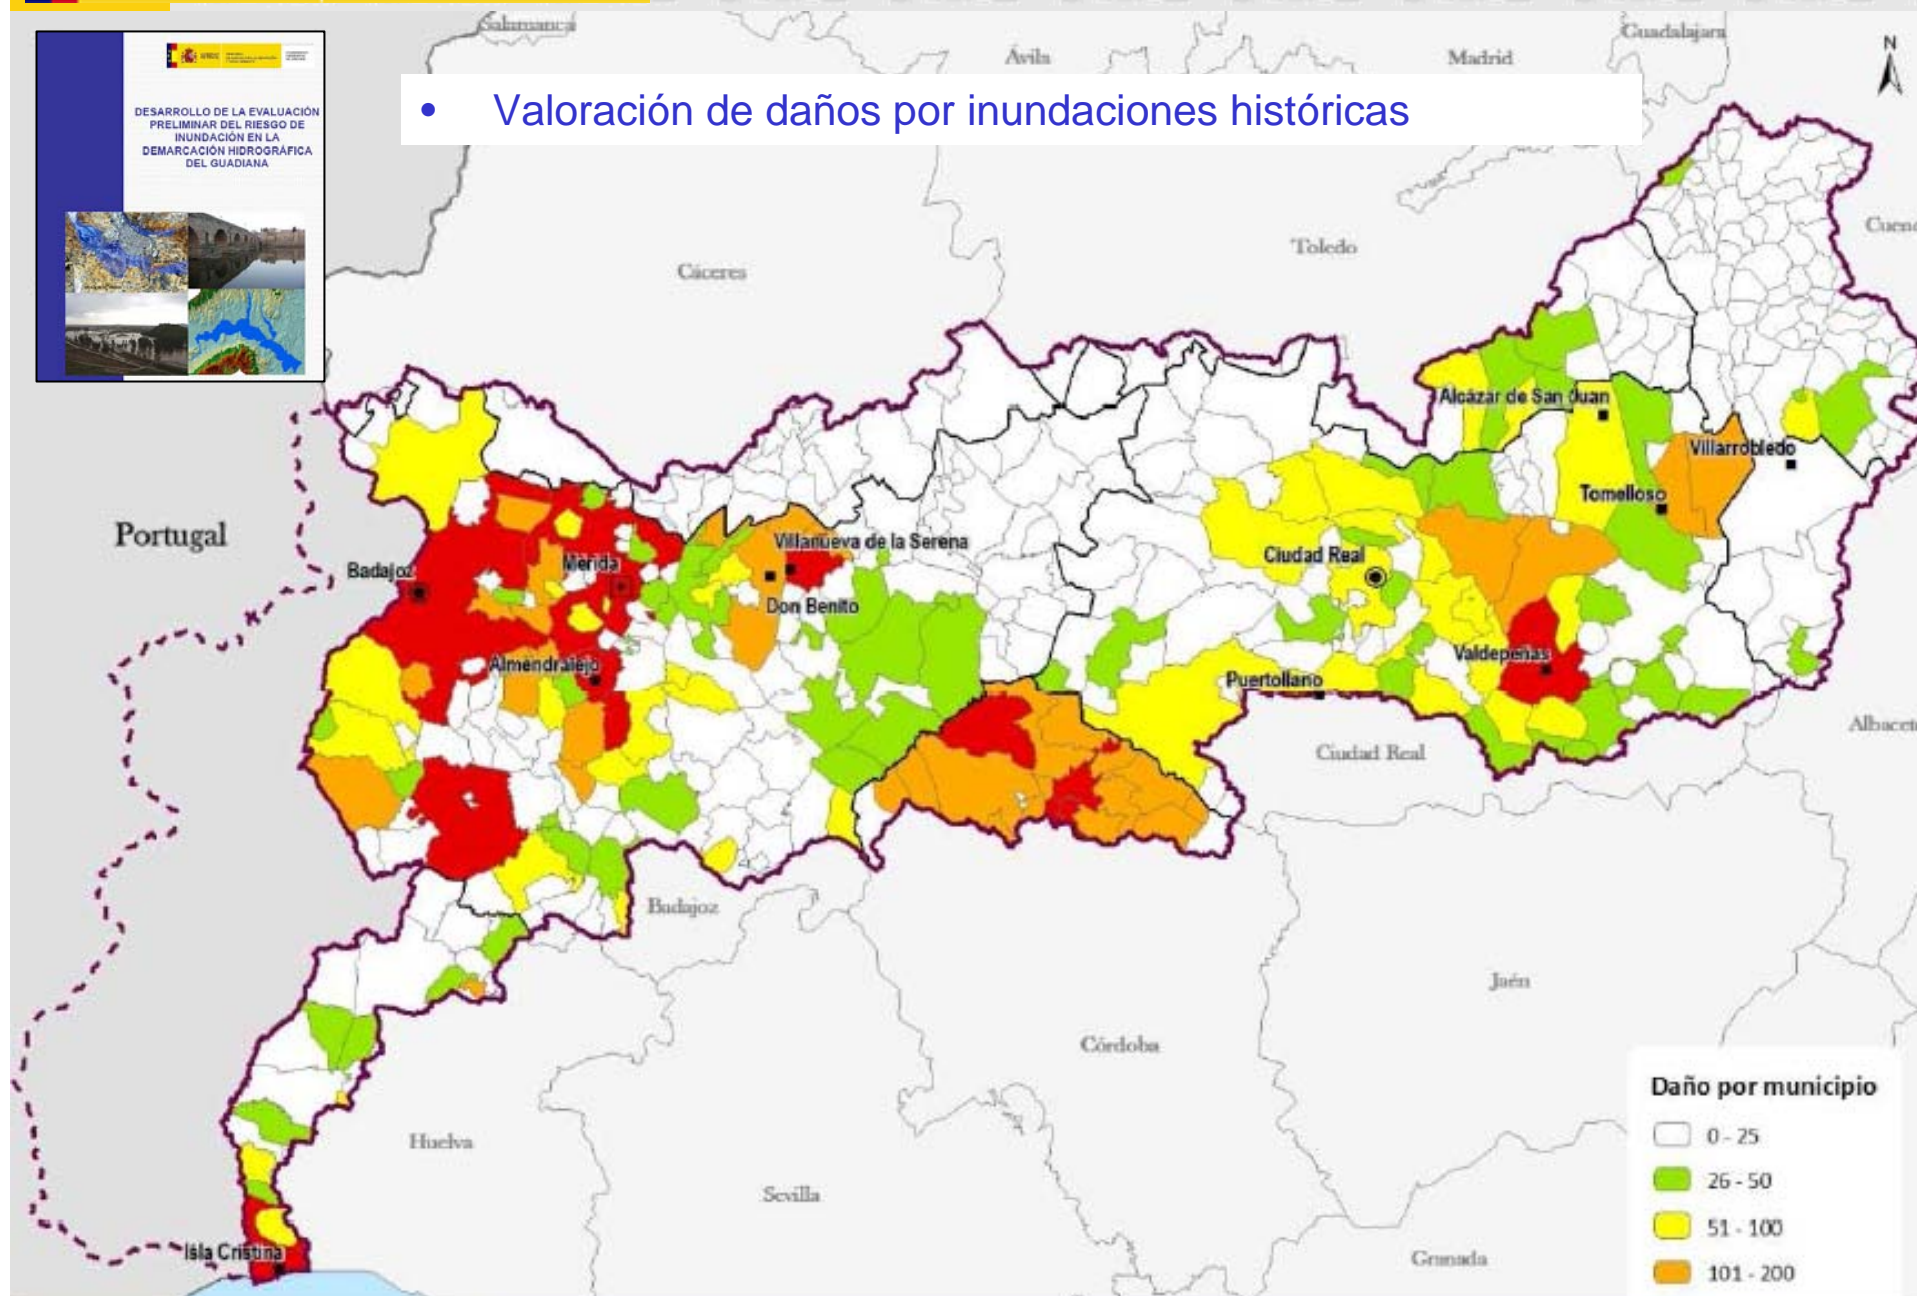 DESARROLLO DE LA EVALUACIÓN
PRELIMINAR DEL RIESGO DE
INUNDACIÓN EN LA
DEMARCACIÓN HIDROGRÁFICA
DEL GUADIANA
• Valoración de daños por inundaciones históricas
Salamanca
Ávila
Madrid
Guadalajara
N
Cáceres
Toledo
Cuenc
Portugal
Alcázar de San Juan
Villarrobledo
Tomelloso
Badajoz
Mérida
Villanueva de la Serena
Don Benito
Ciudad Real
Almendralejo
Puertollano
Valdepeñas
Albacet
Ciudad Real
Badajoz
Jaén
Córdoba
Huelva
Sevilla
Granada
Isla Cristina
Daño por municipio
0 - 25
26 - 50
51 - 100
101 - 200